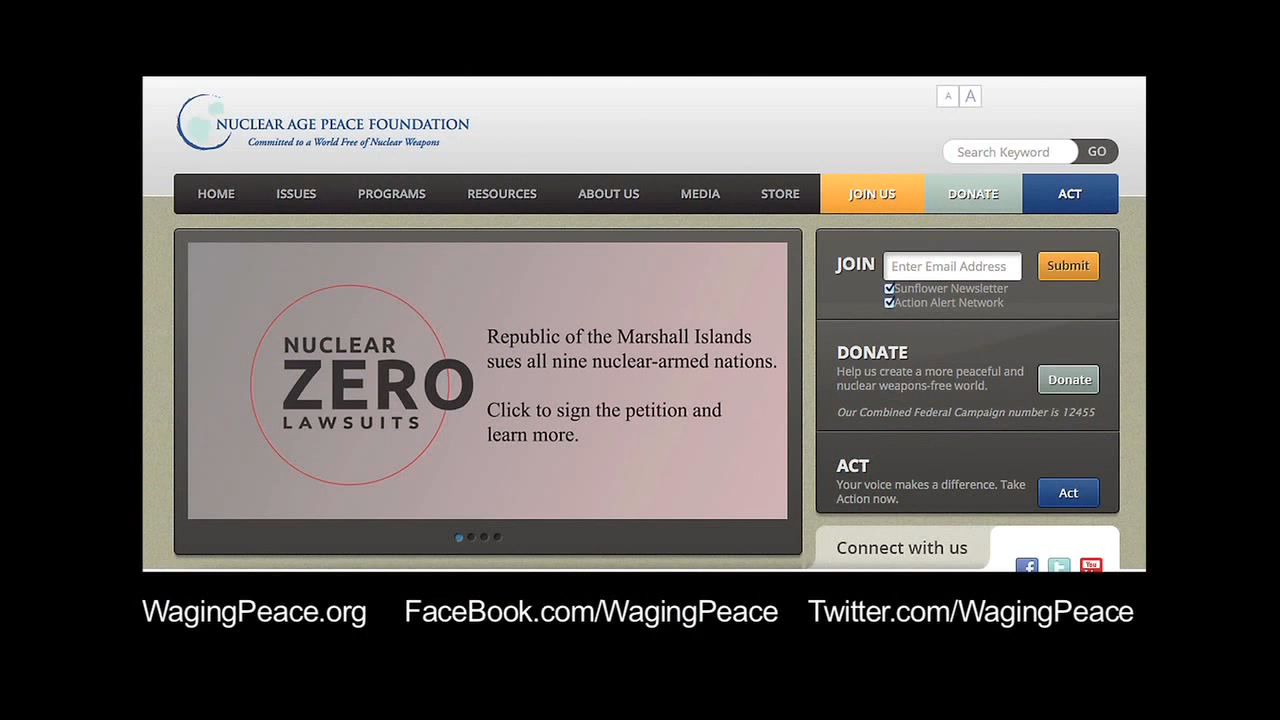 A A
NUCLEAR AGE PEACE FOUNDATION
Committed to a World Free of Nuclear Weapons
Search Keyword GO
HOME ISSUES PROGRAMS RESOURCES ABOUT US MEDIA STORE JOIN US DONATE ACT
NUCLEAR
ZERO
LAWSUITS
Republic of the Marshall Islands
sues all nine nuclear-armed nations.
Click to sign the petition and
learn more.
JOIN Enter Email Address Submit
Sunflower Newsletter
Action Alert Network
DONATE
Help us create a more peaceful and
nuclear weapons-free world.
Donate
Our Combined Federal Campaign number is 12455
ACT
Your voice makes a difference. Take
Action now.
Act
Connect with us
f t You
WagingPeace.org FaceBook.com/WagingPeace Twitter.com/WagingPeace